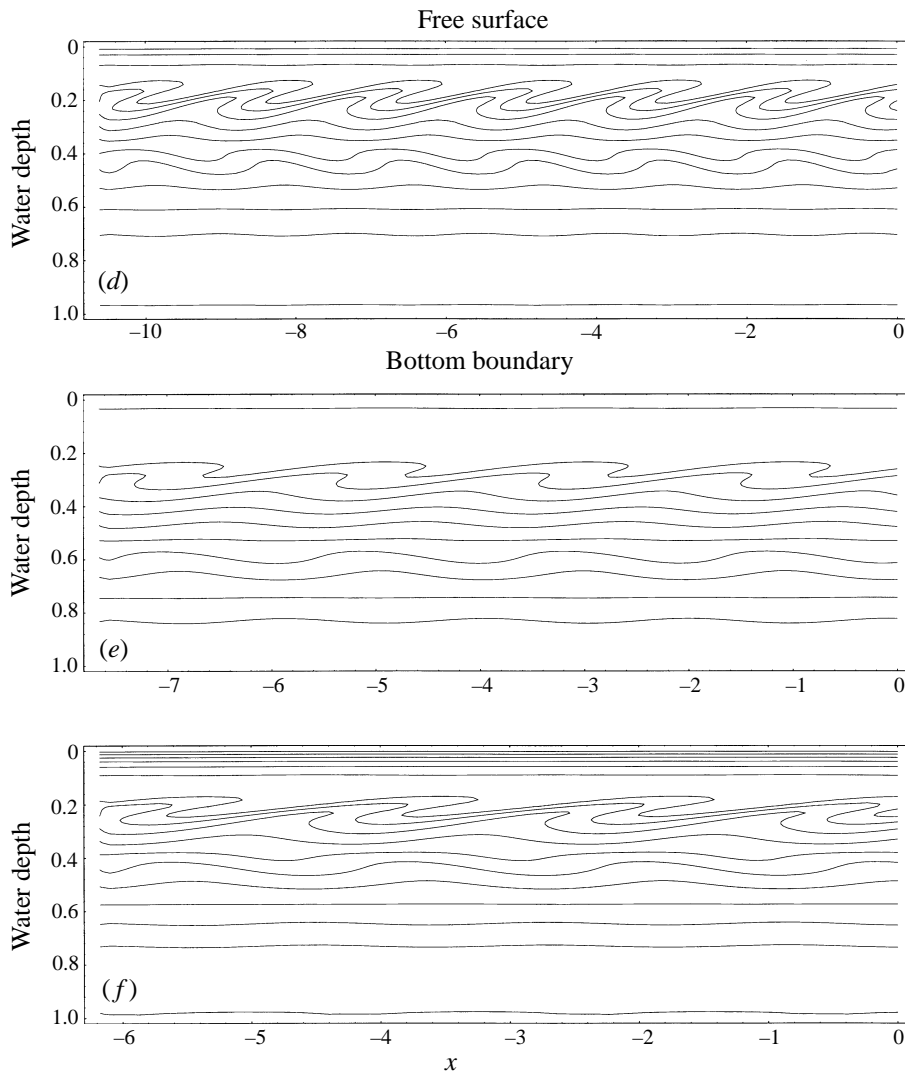 Free surface
0
0.2
0.4
0.6
0.8
1.0
Water depth
(d)
–10 –8 –6 –4 –2 0
Bottom boundary
0
0.2
0.4
0.6
0.8
1.0
Water depth
(e)
–7 –6 –5 –4 –3 –2 –1 0
0
0.2
0.4
0.6
0.8
1.0
Water depth
(f)
–6 –5 –4 –3 –2 –1 0
x